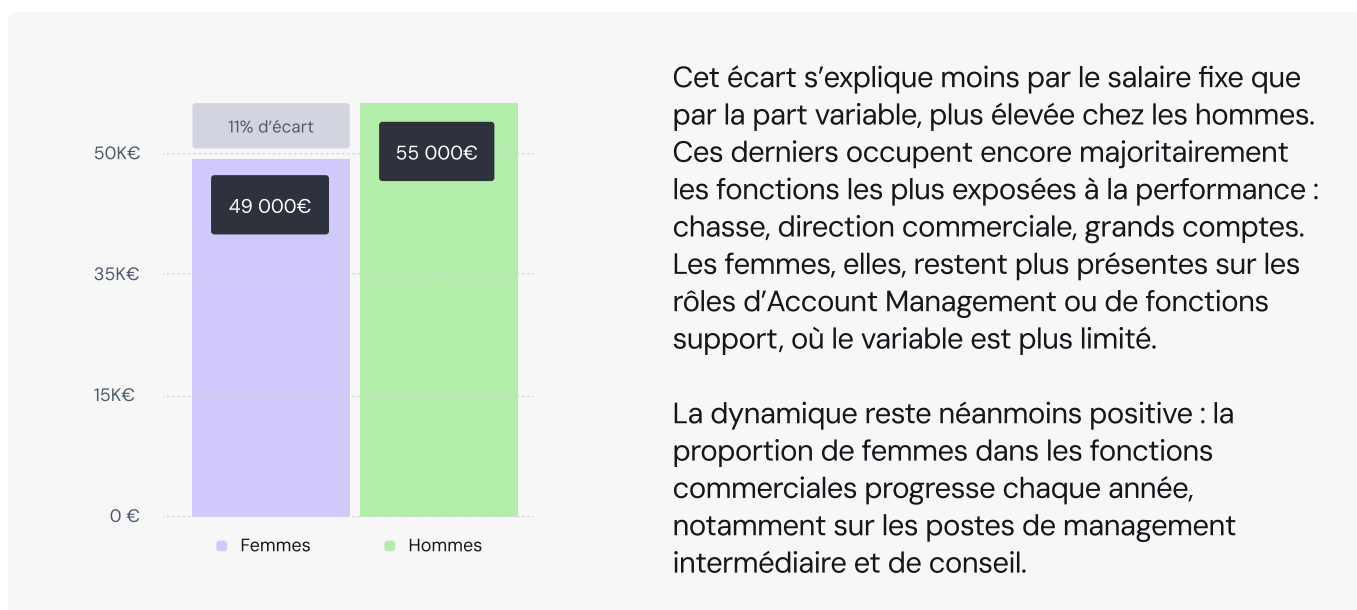 11% d’écart
50K€
55 000€
49 000€
35K€
15K€
0 €
Femmes
Hommes
Cet écart s’explique moins par le salaire fixe que
par la part variable, plus élevée chez les hommes.
Ces derniers occupent encore majoritairement
les fonctions les plus exposées à la performance :
chasse, direction commerciale, grands comptes.
Les femmes, elles, restent plus présentes sur les
rôles d’Account Management ou de fonctions
support, où le variable est plus limité.
La dynamique reste néanmoins positive : la
proportion de femmes dans les fonctions
commerciales progresse chaque année,
notamment sur les postes de management
intermédiaire et de conseil.